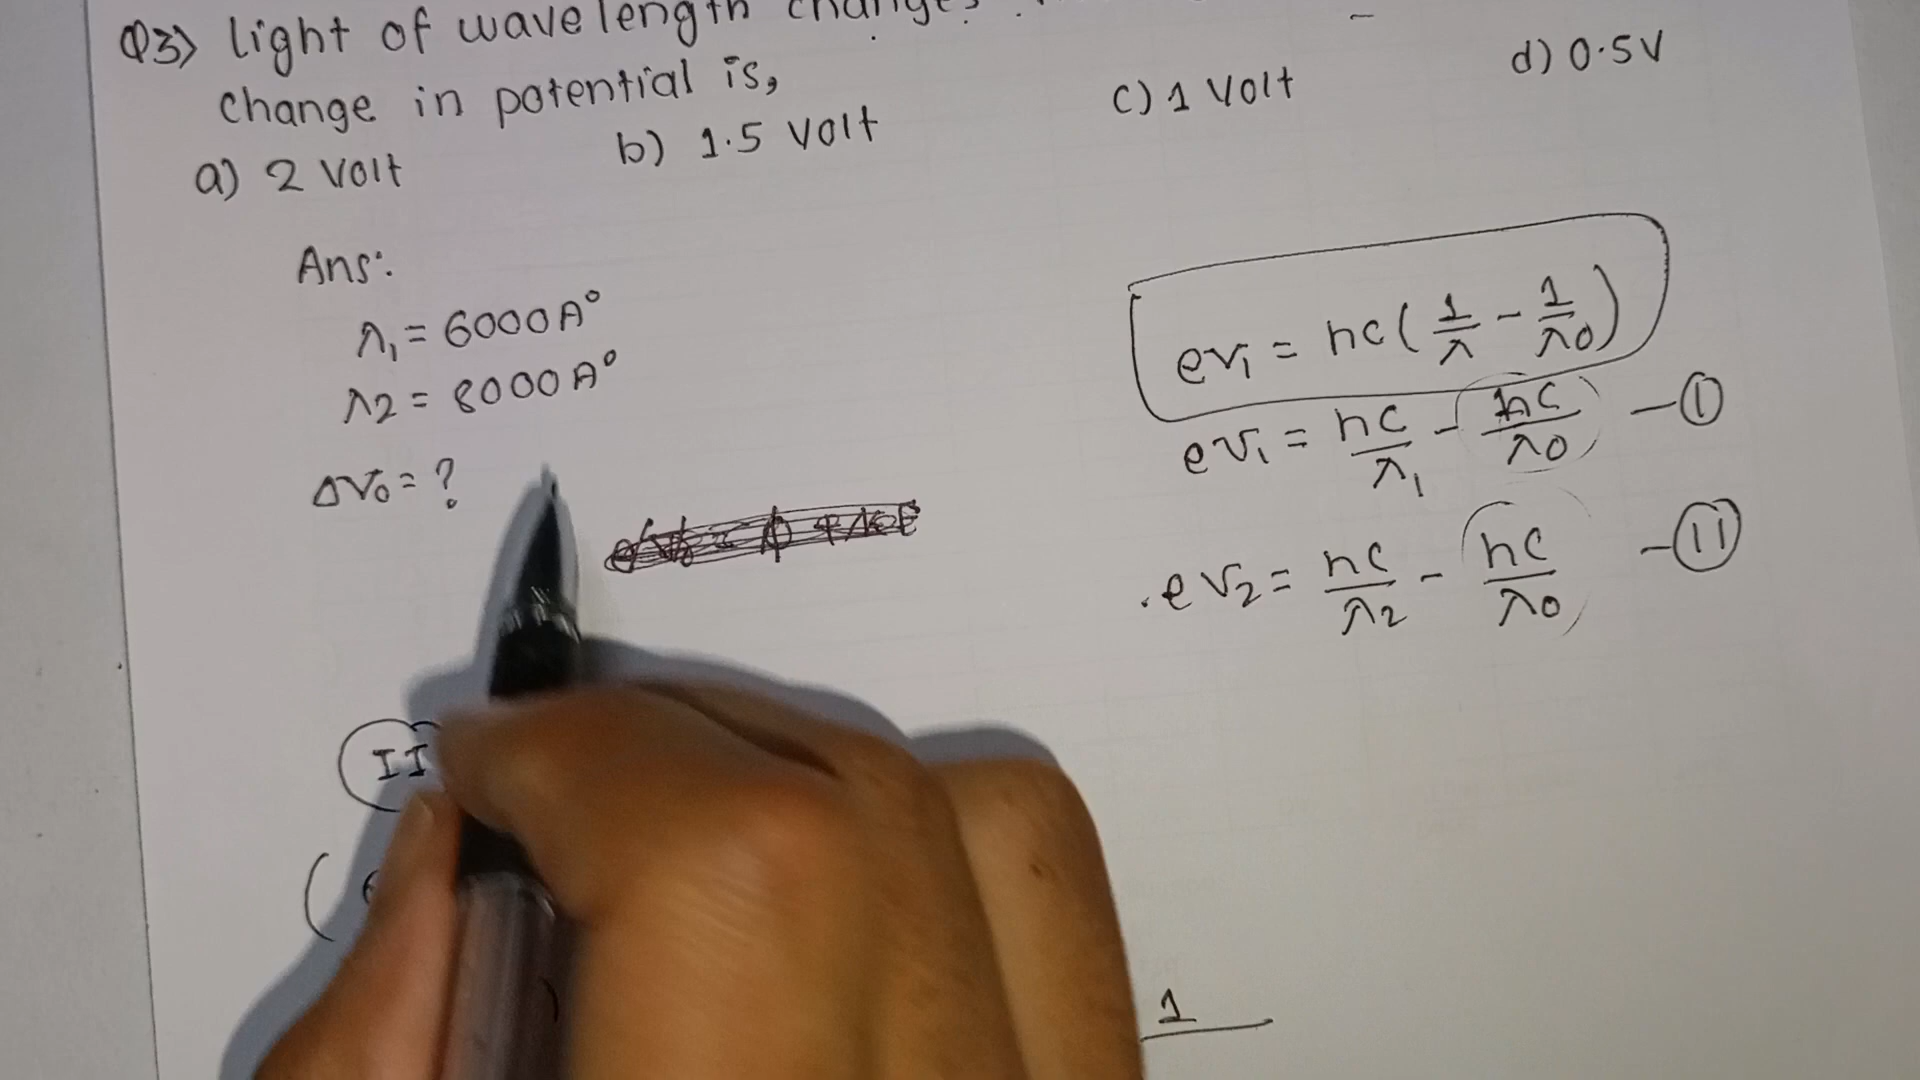 Q3) light of wavelength
change in potential is,
a) 2 Volt b) 1.5 Volt c) 1 Volt d) 0.5V
Ans:
λ₁ = 6000A°
λ2 = 8000A°
Δv₀ = ?
ev₁ = hc(1/λ - 1/λ0)
ev₁ = hc/λ₁ - hc/λ0 - ①
ev₂ = hc/λ₂ - hc/λ0 - ⑪
II
1